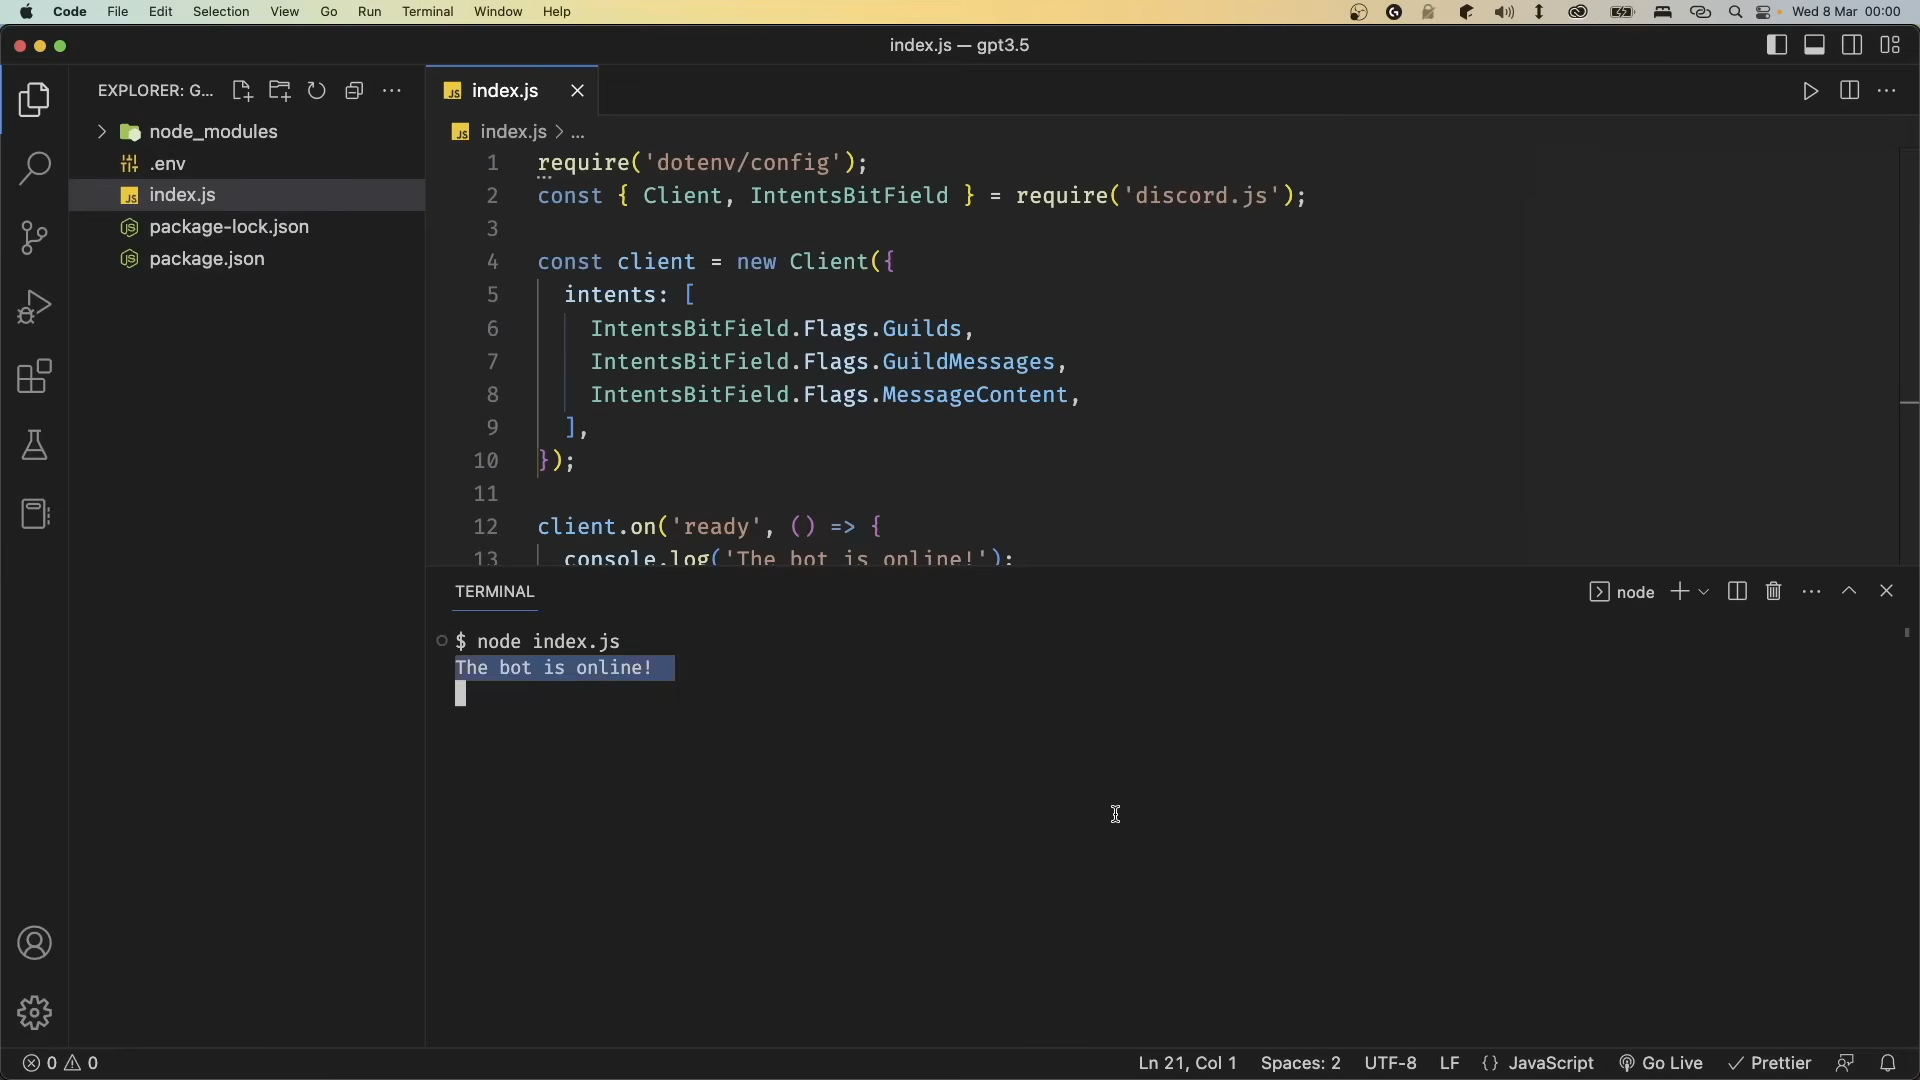 Code File Edit Selection View Go Run Terminal Window Help Wed 8 Mar 00:00
index.js — gpt3.5
EXPLORER: G...
node_modules
.env
index.js
package-lock.json
package.json
index.js
index.js > ...
1 require('dotenv/config');
2 const { Client, IntentsBitField } = require('discord.js');
3
4 const client = new Client({
5 intents: [
6 IntentsBitField.Flags.Guilds,
7 IntentsBitField.Flags.GuildMessages,
8 IntentsBitField.Flags.MessageContent,
9 ],
10 });
11
12 client.on('ready', () => {
13 console.log('The bot is online!');
TERMINAL
node
$ node index.js
The bot is online!
0 0 Ln 21, Col 1 Spaces: 2 UTF-8 LF {} JavaScript Go Live Prettier